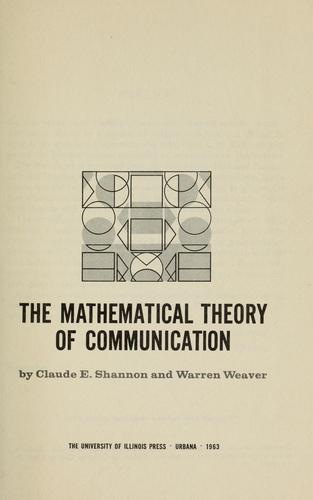 THE MATHEMATICAL THEORY
OF COMMUNICATION
by Claude E. Shannon and Warren Weaver
THE UNIVERSITY OF ILLINOIS PRESS · URBANA · 1963